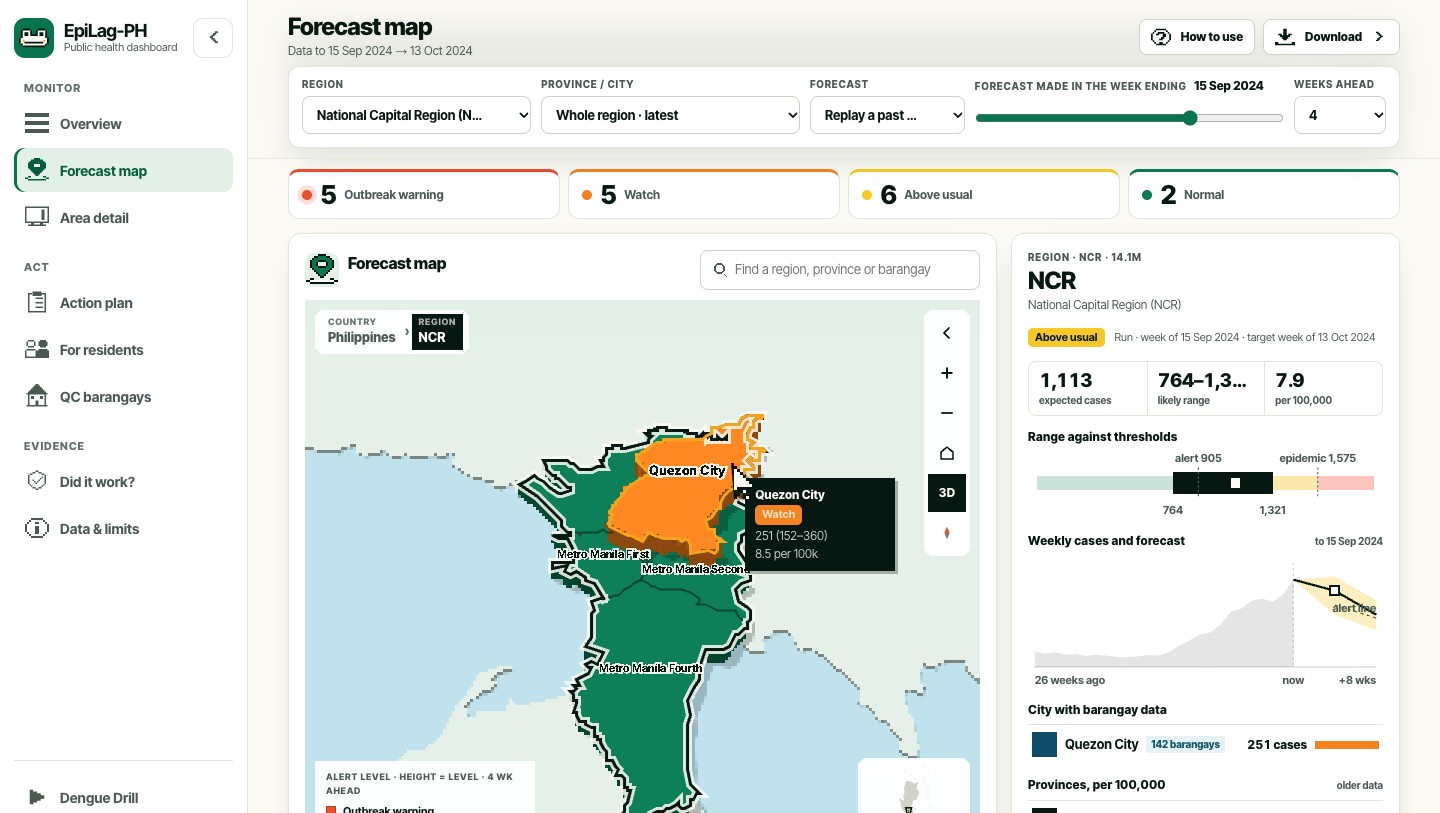 EpiLag-PH
Public health dashboard
MONITOR
Overview
Forecast map
Area detail
ACT
Action plan
For residents
QC barangays
EVIDENCE
Did it work?
Data & limits
Dengue Drill
Forecast map
Data to 15 Sep 2024 → 13 Oct 2024
How to use
Download
REGION
National Capital Region (N...
PROVINCE / CITY
Whole region · latest
FORECAST
Replay a past ...
FORECAST MADE IN THE WEEK ENDING 15 Sep 2024
WEEKS AHEAD
4
5 Outbreak warning
5 Watch
6 Above usual
2 Normal
Forecast map
Find a region, province or barangay
COUNTRY
Philippines
›
REGION
NCR
3D
Quezon City
Quezon City
Watch
251 (152–360)
8.5 per 100k
Metro Manila First
Metro Manila Second
Metro Manila Fourth
ALERT LEVEL · HEIGHT = LEVEL · 4 WK
AHEAD
Outbreak warning
REGION · NCR · 14.1M
NCR
National Capital Region (NCR)
Above usual
Run · week of 15 Sep 2024 · target week of 13 Oct 2024
1,113
expected cases
764–1,3...
likely range
7.9
per 100,000
Range against thresholds
alert 905
epidemic 1,575
764
1,321
Weekly cases and forecast
to 15 Sep 2024
alert line
26 weeks ago
now
+8 wks
City with barangay data
Quezon City
142 barangays
251 cases
Provinces, per 100,000
older data